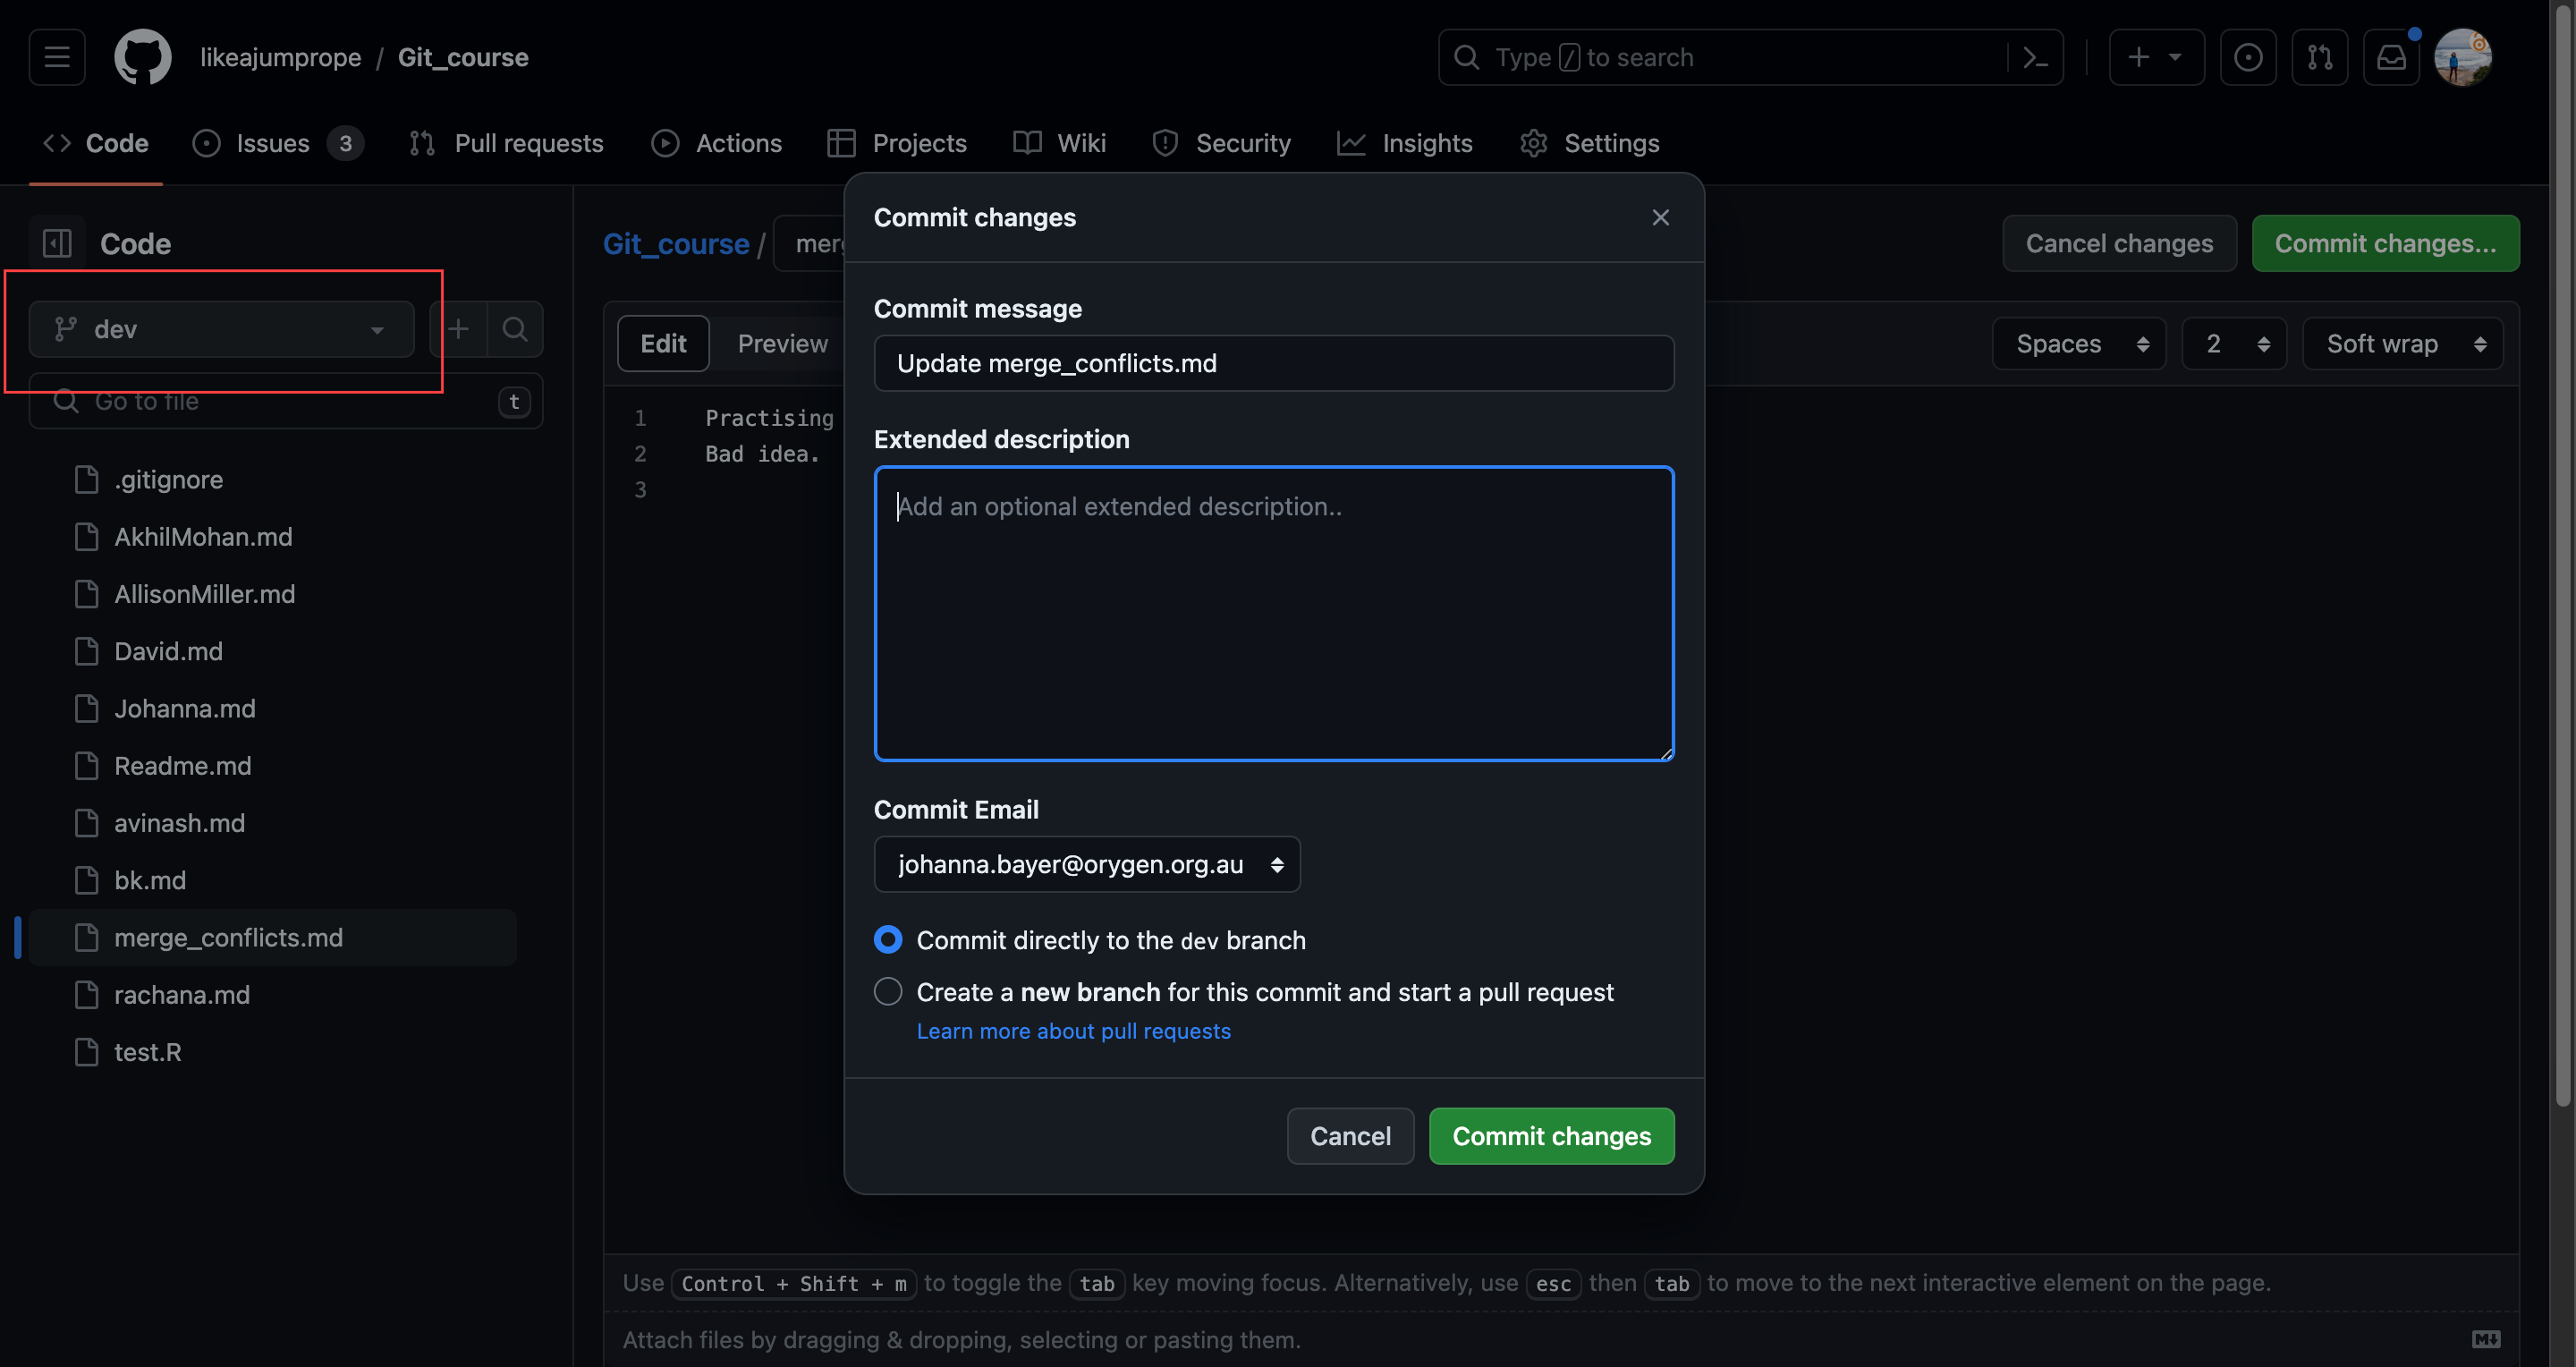 likeajumprope / Git_course
Type / to search
Code
Issues 3
Pull requests
Actions
Projects
Wiki
Security
Insights
Settings
Code
dev
Go to file
t
.gitignore
AkhilMohan.md
AllisonMiller.md
David.md
Johanna.md
Readme.md
avinash.md
bk.md
merge_conflicts.md
rachana.md
test.R
Git_course /
Cancel changes
Commit changes...
Edit
Preview
Spaces
2
Soft wrap
1 Practising
2 Bad idea.
3
Commit changes
Commit message
Update merge_conflicts.md
Extended description
Add an optional extended description..
Commit Email
johanna.bayer@orygen.org.au
Commit directly to the dev branch
Create a new branch for this commit and start a pull request
Learn more about pull requests
Cancel
Commit changes
Use Control + Shift + m to toggle the tab key moving focus. Alternatively, use esc then tab to move to the next interactive element on the page.
Attach files by dragging & dropping, selecting or pasting them.